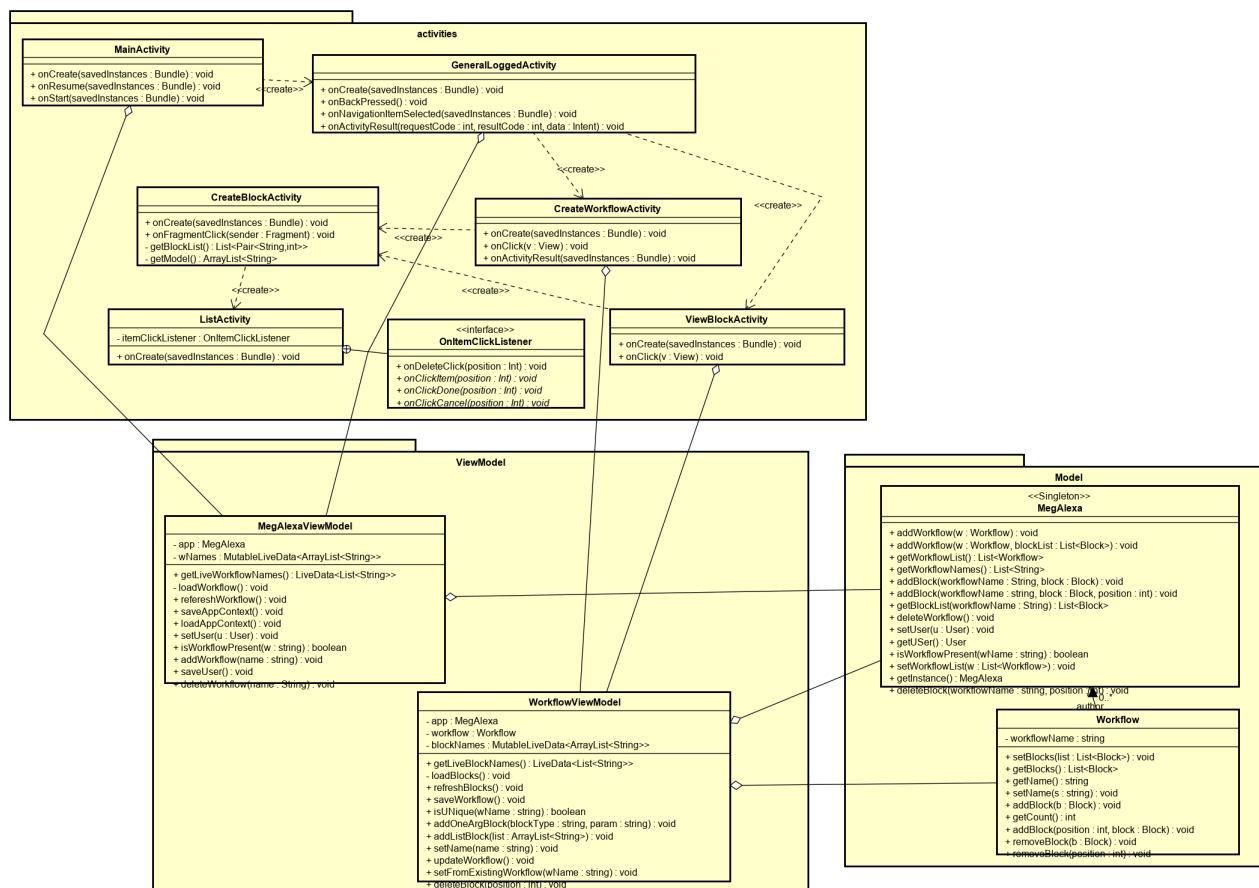 activities
MainActivity
+ onCreate(savedInstances : Bundle) : void
+ onResume(savedInstances : Bundle) : void
+ onStart(savedInstances : Bundle) : void
<<create>>
GeneralLoggedActivity
+ onCreate(savedInstances : Bundle) : void
+ onBackPressed() : void
+ onNavigationItemSelected(savedInstances : Bundle) : void
+ onActivityResult(requestCode : int, resultCode : int, data : Intent) : void
<<create>>
<<create>>
CreateBlockActivity
+ onCreate(savedInstances : Bundle) : void
+ onFragmentClick(sender : Fragment) : void
- getBlockList() : List<Pair<String,int>>
- getModel() : ArrayList<String>
<<create>>
CreateWorkflowActivity
+ onCreate(savedInstances : Bundle) : void
+ onClick(v : View) : void
+ onActivityResult(savedInstances : Bundle) : void
<<create>>
<<create>>
ListActivity
- itemClickListener : OnItemClickListener
+ onCreate(savedInstances : Bundle) : void
<<interface>>
OnItemClickListener
+ onDeleteClick(position : Int) : void
+ onClickItem(position : Int) : void
+ onClickDone(position : Int) : void
+ onClickCancel(position : Int) : void
ViewBlockActivity
+ onCreate(savedInstances : Bundle) : void
+ onClick(v : View) : void
ViewModel
MegAlexaViewModel
- app : MegAlexa
- wNames : MutableLiveData<ArrayList<String>>
+ getLiveWorkflowNames() : LiveData<List<String>>
- loadWorkflow() : void
+ refereshWorkflow() : void
+ saveAppContext() : void
+ loadAppContext() : void
+ setUser(u : User) : void
+ isWorkflowPresent(w : string) : boolean
+ addWorkflow(name : string) : void
+ saveUser() : void
+ deleteWorkflow(name : String) : void
WorkflowViewModel
- app : MegAlexa
- workflow : Workflow
- blockNames : MutableLiveData<ArrayList<String>>
+ getLiveBlockNames() : LiveData<List<String>>
- loadBlocks() : void
+ refreshBlocks() : void
+ saveWorkflow() : void
+ isUNique(wName : string) : boolean
+ addOneArgBlock(blockType : string, param : string) : void
+ addListBlock(list : ArrayList<String>) : void
+ setName(name : string) : void
+ updateWorkflow() : void
+ setFromExistingWorkflow(wName : string) : void
+ deleteBlock(position : int) : void
Model
<<Singleton>>
MegAlexa
+ addWorkflow(w : Workflow) : void
+ addWorkflow(w : Workflow, blockList : List<Block>) : void
+ getWorkflowList() : List<Workflow>
+ getWorkflowNames() : List<String>
+ addBlock(workflowName : String, block : Block) : void
+ addBlock(workflowName : string, block : Block, position : int) : void
+ getBlockList(workflowName : String) : List<Block>
+ deleteWorkflow() : void
+ setUser(u : User) : void
+ getUSer() : User
+ isWorkflowPresent(wName : string) : boolean
+ setWorkflowList(w : List<Workflow>) : void
+ getInstance() : MegAlexa
+ deleteBlock(workflowName : string, position : int) : void
0..*
author
Workflow
- workflowName : string
+ setBlocks(list : List<Block>) : void
+ getBlocks() : List<Block>
+ getName() : string
+ setName(s : string) : void
+ addBlock(b : Block) : void
+ getCount() : int
+ addBlock(position : int, block : Block) : void
+ removeBlock(b : Block) : void
+ removeBlock(position : int) : void